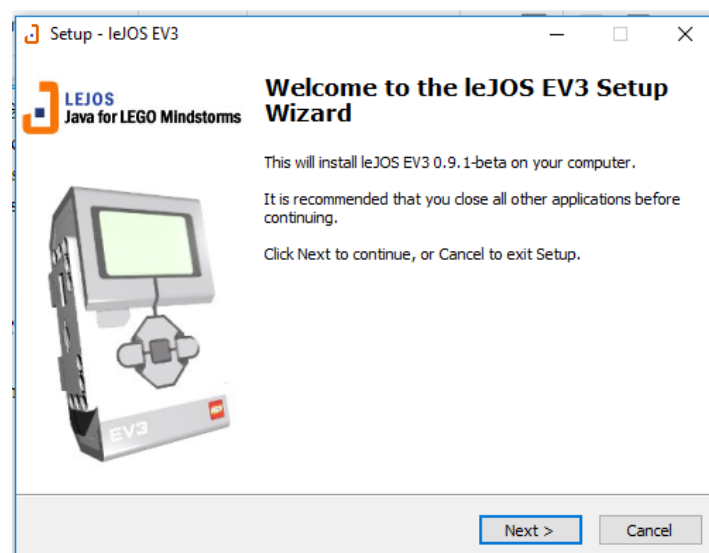 Setup - leJOS EV3
LEJOS
Java for LEGO Mindstorms
Welcome to the leJOS EV3 Setup
Wizard
This will install leJOS EV3 0.9.1-beta on your computer.
It is recommended that you close all other applications before
continuing.
Click Next to continue, or Cancel to exit Setup.
EV3
Next >
Cancel